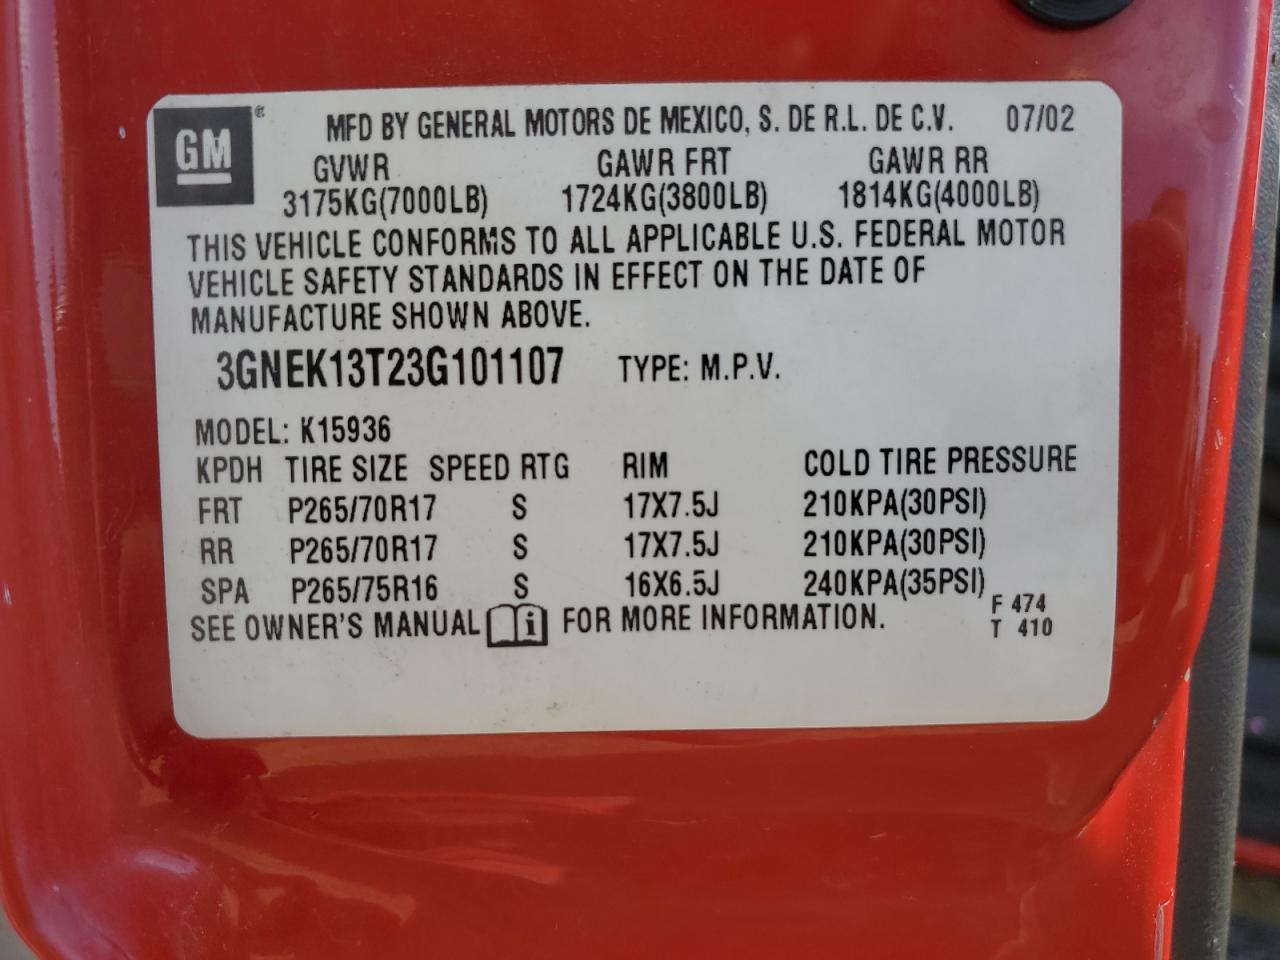 GM® MFD BY GENERAL MOTORS DE MEXICO, S. DE R.L. DE C.V. 07/02
GVWR GAWR FRT GAWR RR
3175KG(7000LB) 1724KG(3800LB) 1814KG(4000LB)
THIS VEHICLE CONFORMS TO ALL APPLICABLE U.S. FEDERAL MOTOR
VEHICLE SAFETY STANDARDS IN EFFECT ON THE DATE OF
MANUFACTURE SHOWN ABOVE.
3GNEK13T23G101107 TYPE: M.P.V.
MODEL: K15936
KPDH TIRE SIZE SPEED RTG RIM COLD TIRE PRESSURE
FRT P265/70R17 S 17X7.5J 210KPA(30PSI)
RR P265/70R17 S 17X7.5J 210KPA(30PSI)
SPA P265/75R16 S 16X6.5J 240KPA(35PSI)
SEE OWNER'S MANUAL i FOR MORE INFORMATION.
F 474
T 410